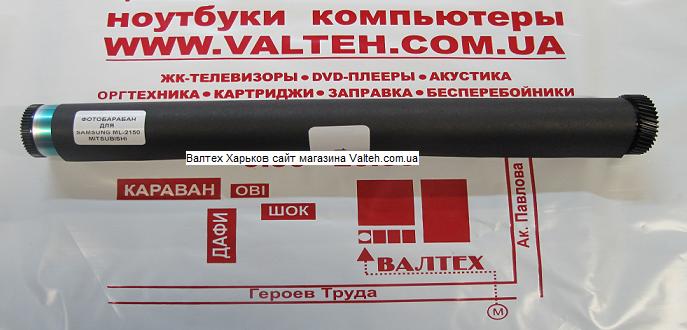 ноутбуки компьютеры
WWW.VALTEH.COM.UA
ЖК-ТЕЛЕВИЗОРЫ • DVD-ПЛЕЕРЫ • АКУСТИКА
ОРГТЕХНИКА • КАРТРИДЖИ • ЗАПРАВКА • БЕСПЕРЕБОЙНИКИ
ФОТОБАРАБАН
ДЛЯ
SAMSUNG ML-2150
MITSUBISHI
Валтех Харьков сайт магазина Valteh.com.ua
КАРАВАН
ОВІ
ШОК
ДАФИ
Ак. Павлова
ВАЛТЕХ
Героев Труда
М